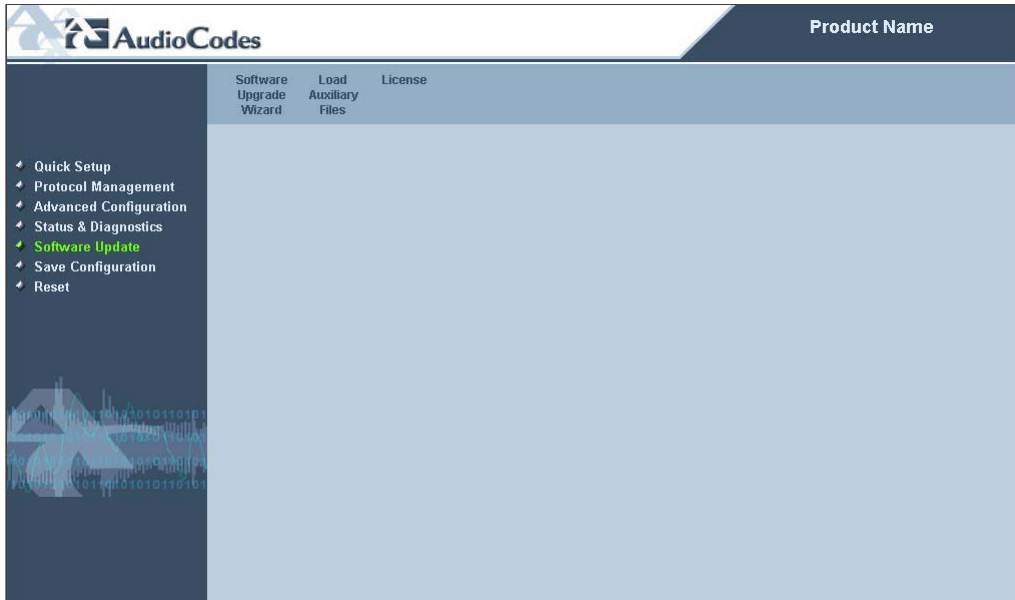 AudioCodes
Product Name
Software Upgrade Wizard
Load Auxiliary Files
License
Quick Setup
Protocol Management
Advanced Configuration
Status & Diagnostics
Software Update
Save Configuration
Reset